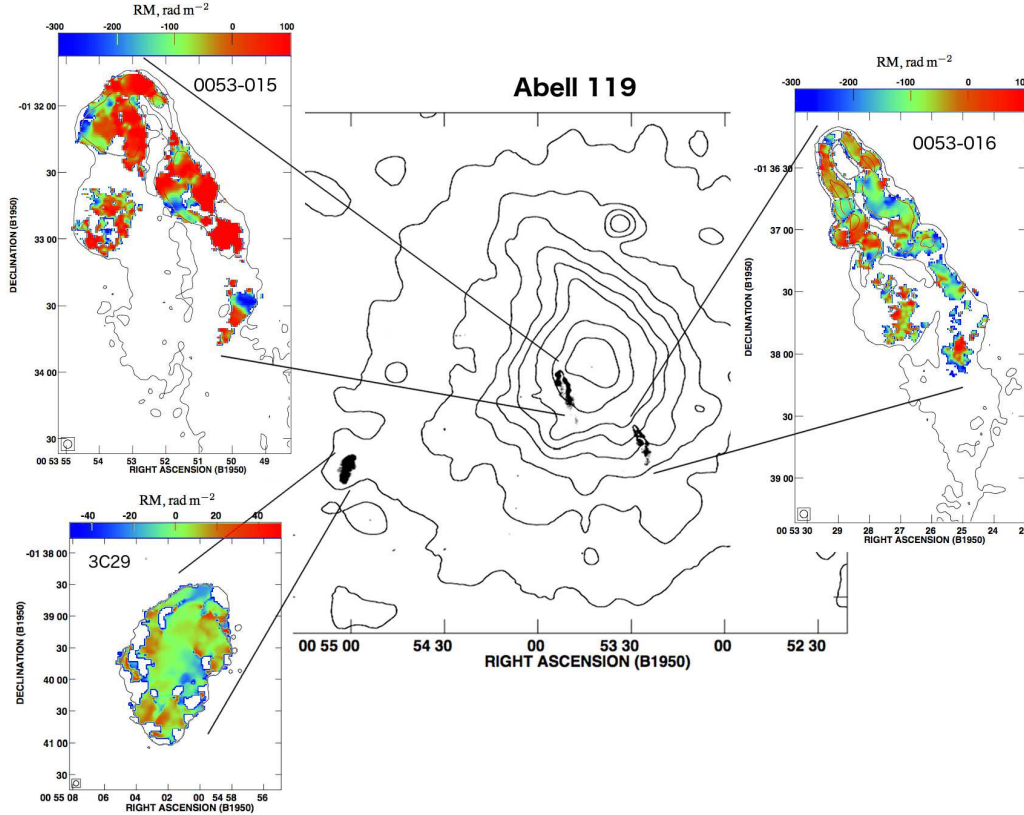 RM, rad m⁻²
-300 -200 -100 0 100
0053-015
-01 32 00
30
33 00
30
34 00
30
DECLINATION (B1950)
00 53 55 54 53 52 51 50 49
RIGHT ASCENSION (B1950)
Abell 119
00 55 00 54 30 00 53 30 00 52 30
RIGHT ASCENSION (B1950)
RM, rad m⁻²
-300 -200 -100 0 10
0053-016
-01 36 30
37 00
30
38 00
30
39 00
DECLINATION (B1950)
00 53 30 29 28 27 26 25 24 2
RIGHT ASCENSION (B1950)
RM, rad m⁻²
-40 -20 0 20 40
3C29
-01 38 00
30
39 00
30
40 00
30
41 00
30
DECLINATION (B1950)
00 55 08 06 04 02 00 54 58 56
RIGHT ASCENSION (B1950)